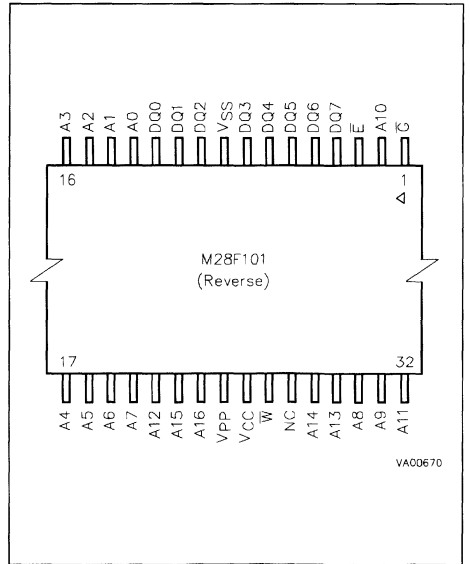 A3 A2 A1 A0 DQ0 DQ1 DQ2 VSS DQ3 DQ4 DQ5 DQ6 DQ7 E̅ A10 G̅
16 1
M28F101
(Reverse)
17 32
A4 A5 A6 A7 A12 A15 A16 VPP VCC W̅ NC A14 A13 A8 A9 A11
VA00670